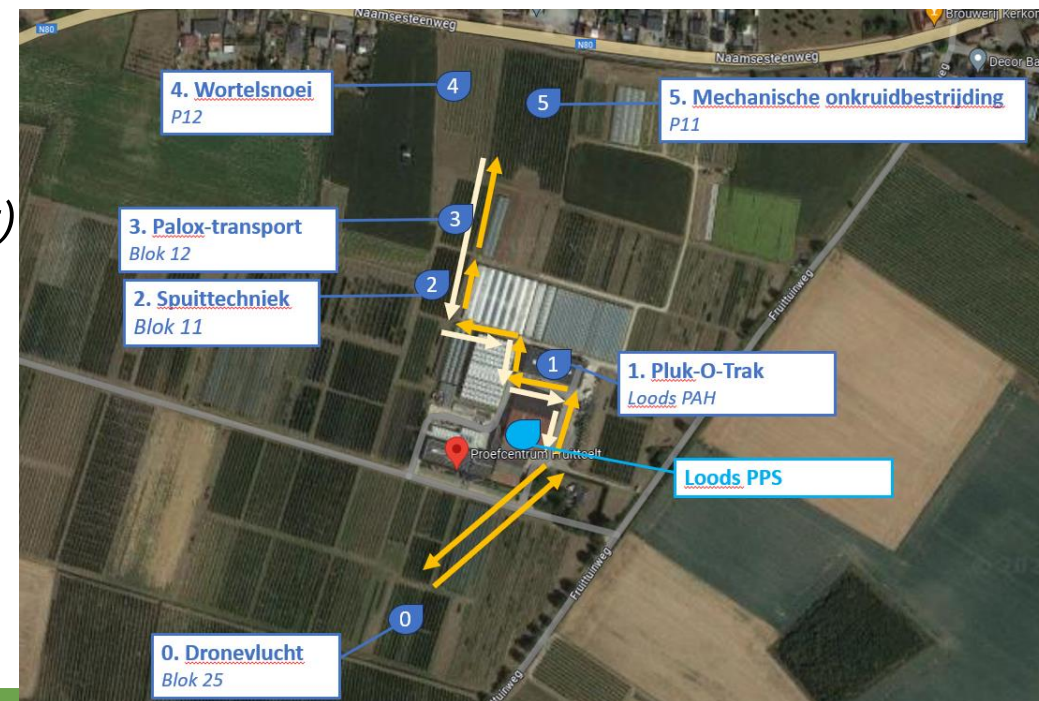 N80
Naamsesteenweg
N80
Naamsesteenweg
Brouwerij Kerkom
Decor Ba
4. Wortelsnoei
P12
4
5
5. Mechanische onkruidbestrijding
P11
)
3. Palox-transport
Blok 12
3
2. Spuittechniek
Blok 11
2
Fruittuinweg
1
1. Pluk-O-Trak
Loods PAH
Proefcentrum Fruitteelt
Loods PPS
Fruittuinweg
0
0. Dronevlucht
Blok 25